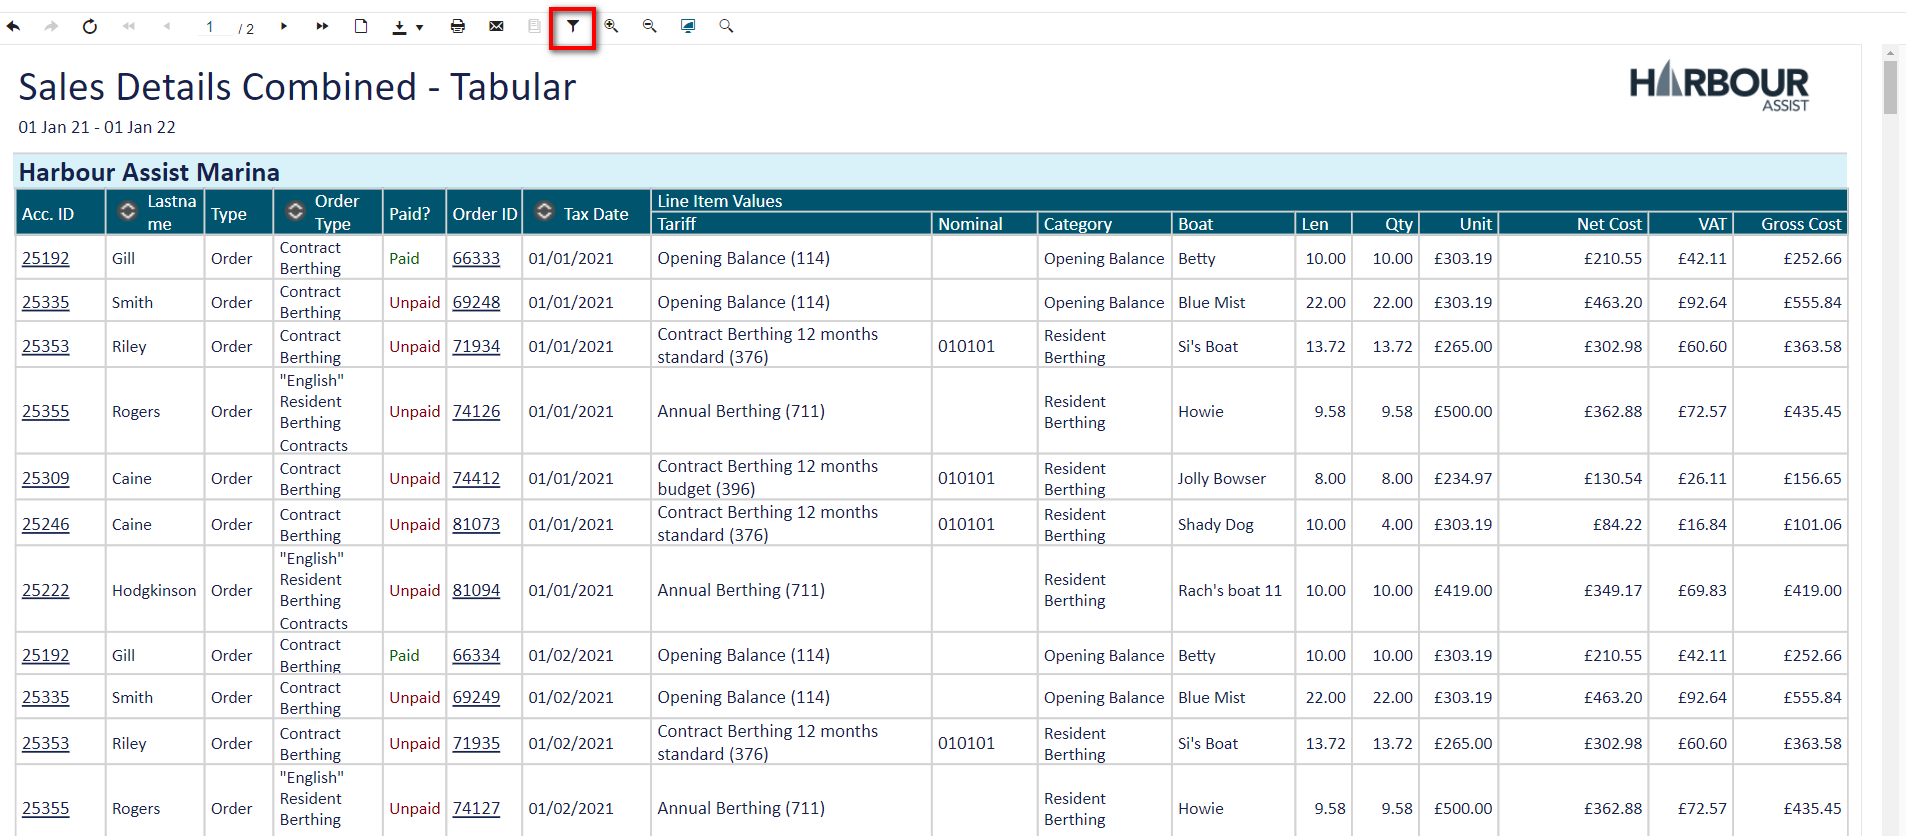 1 / 2
Sales Details Combined - Tabular
HARBOUR
ASSIST
01 Jan 21 - 01 Jan 22
Harbour Assist Marina
Acc. ID Lastna me Type Order Type Paid? Order ID Tax Date Line Item Values
Tariff Nominal Category Boat Len Qty Unit Net Cost VAT Gross Cost
25192 Gill Order Contract Berthing Paid 66333 01/01/2021 Opening Balance (114) Opening Balance Betty 10.00 10.00 £303.19 £210.55 £42.11 £252.66
25335 Smith Order Contract Berthing Unpaid 69248 01/01/2021 Opening Balance (114) Opening Balance Blue Mist 22.00 22.00 £303.19 £463.20 £92.64 £555.84
25353 Riley Order Contract Berthing Unpaid 71934 01/01/2021 Contract Berthing 12 months standard (376) 010101 Resident Berthing Si's Boat 13.72 13.72 £265.00 £302.98 £60.60 £363.58
25355 Rogers Order "English" Resident Berthing Contracts Unpaid 74126 01/01/2021 Annual Berthing (711) Resident Berthing Howie 9.58 9.58 £500.00 £362.88 £72.57 £435.45
25309 Caine Order Contract Berthing Unpaid 74412 01/01/2021 Contract Berthing 12 months budget (396) 010101 Resident Berthing Jolly Bowser 8.00 8.00 £234.97 £130.54 £26.11 £156.65
25246 Caine Order Contract Berthing Unpaid 81073 01/01/2021 Contract Berthing 12 months standard (376) 010101 Resident Berthing Shady Dog 10.00 4.00 £303.19 £84.22 £16.84 £101.06
25222 Hodgkinson Order "English" Resident Berthing Contracts Unpaid 81094 01/01/2021 Annual Berthing (711) Resident Berthing Rach's boat 11 10.00 10.00 £419.00 £349.17 £69.83 £419.00
25192 Gill Order Contract Berthing Paid 66334 01/02/2021 Opening Balance (114) Opening Balance Betty 10.00 10.00 £303.19 £210.55 £42.11 £252.66
25335 Smith Order Contract Berthing Unpaid 69249 01/02/2021 Opening Balance (114) Opening Balance Blue Mist 22.00 22.00 £303.19 £463.20 £92.64 £555.84
25353 Riley Order Contract Berthing Unpaid 71935 01/02/2021 Contract Berthing 12 months standard (376) 010101 Resident Berthing Si's Boat 13.72 13.72 £265.00 £302.98 £60.60 £363.58
25355 Rogers Order "English" Resident Berthing Unpaid 74127 01/02/2021 Annual Berthing (711) Resident Berthing Howie 9.58 9.58 £500.00 £362.88 £72.57 £435.45